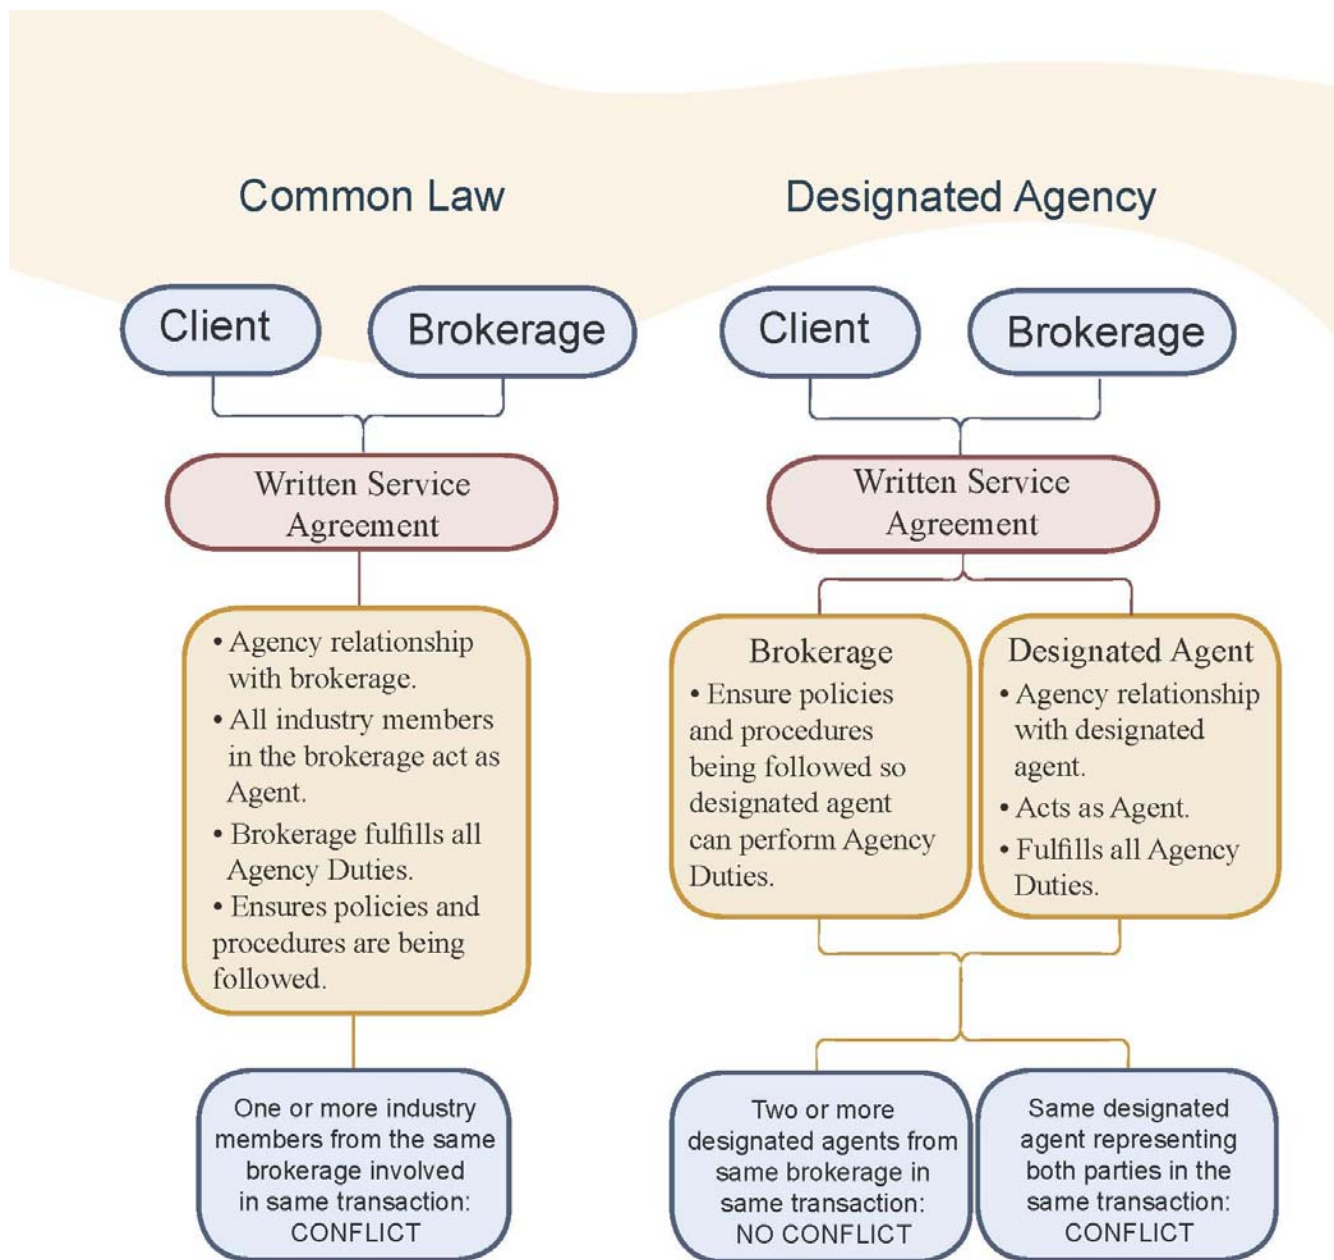 Common Law
Designated Agency
Client
Brokerage
Client
Brokerage
Written Service
Agreement
Written Service
Agreement
• Agency relationship
with brokerage.
• All industry members
in the brokerage act as
Agent.
• Brokerage fulfills all
Agency Duties.
• Ensures policies and
procedures are being
followed.
Brokerage
• Ensure policies
and procedures
being followed so
designated agent
can perform Agency
Duties.
Designated Agent
• Agency relationship
with designated
agent.
• Acts as Agent.
• Fulfills all Agency
Duties.
One or more industry
members from the same
brokerage involved
in same transaction:
CONFLICT
Two or more
designated agents from
same brokerage in
same transaction:
NO CONFLICT
Same designated
agent representing
both parties in the
same transaction:
CONFLICT